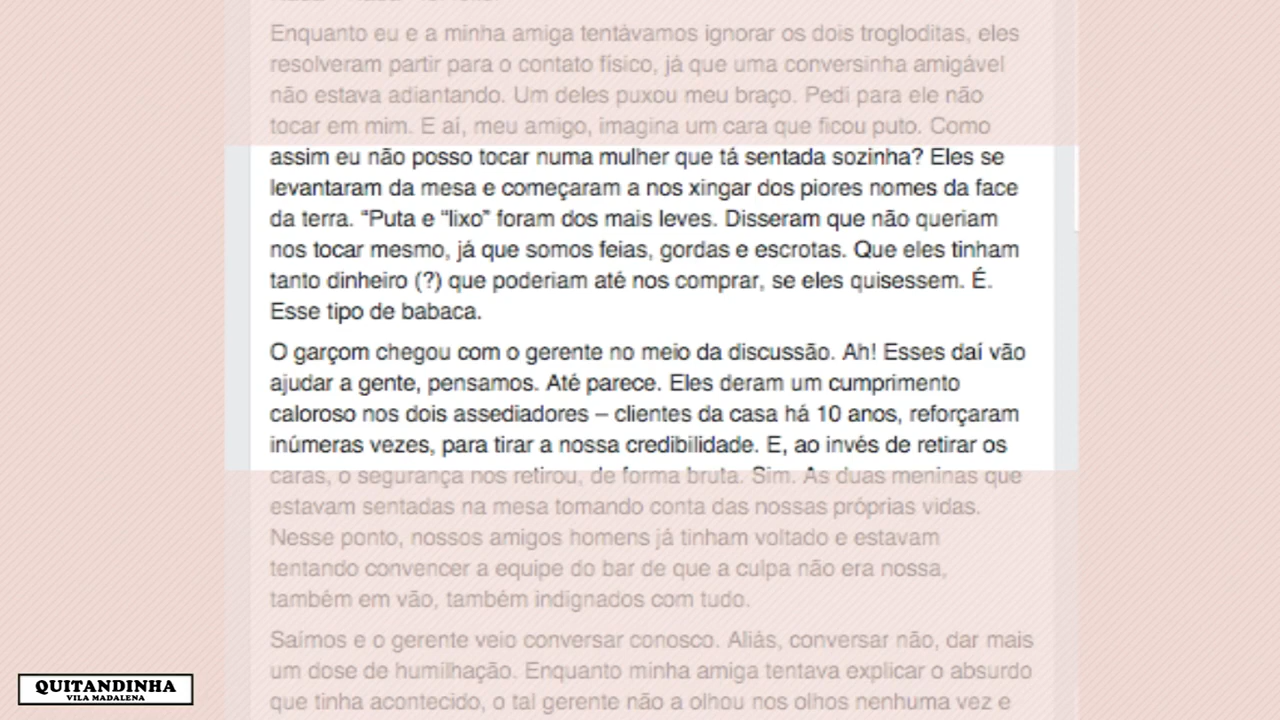 Enquanto eu e a minha amiga tentávamos ignorar os dois trogloditas, eles
resolveram partir para o contato físico, já que uma conversinha amigável
não estava adiantando. Um deles puxou meu braço. Pedi para ele não
tocar em mim. E aí, meu amigo, imagina um cara que ficou puto. Como
assim eu não posso tocar numa mulher que tá sentada sozinha? Eles se
levantaram da mesa e começaram a nos xingar dos piores nomes da face
da terra. “Puta e “lixo” foram dos mais leves. Disseram que não queriam
nos tocar mesmo, já que somos feias, gordas e escrotas. Que eles tinham
tanto dinheiro (?) que poderiam até nos comprar, se eles quisessem. É.
Esse tipo de babaca.
O garçom chegou com o gerente no meio da discussão. Ah! Esses daí vão
ajudar a gente, pensamos. Até parece. Eles deram um cumprimento
caloroso nos dois assediadores – clientes da casa há 10 anos, reforçaram
inúmeras vezes, para tirar a nossa credibilidade. E, ao invés de retirar os
caras, o segurança nos retirou, de forma bruta. Sim. As duas meninas que
estavam sentadas na mesa tomando conta das nossas próprias vidas.
Nesse ponto, nossos amigos homens já tinham voltado e estavam
tentando convencer a equipe do bar de que a culpa não era nossa,
também em vão, também indignados com tudo.
Saímos e o gerente veio conversar conosco. Aliás, conversar não, dar mais
um dose de humilhação. Enquanto minha amiga tentava explicar o absurdo
que tinha acontecido, o tal gerente não a olhou nos olhos nenhuma vez e
QUITANDINHA
VILA MADALENA